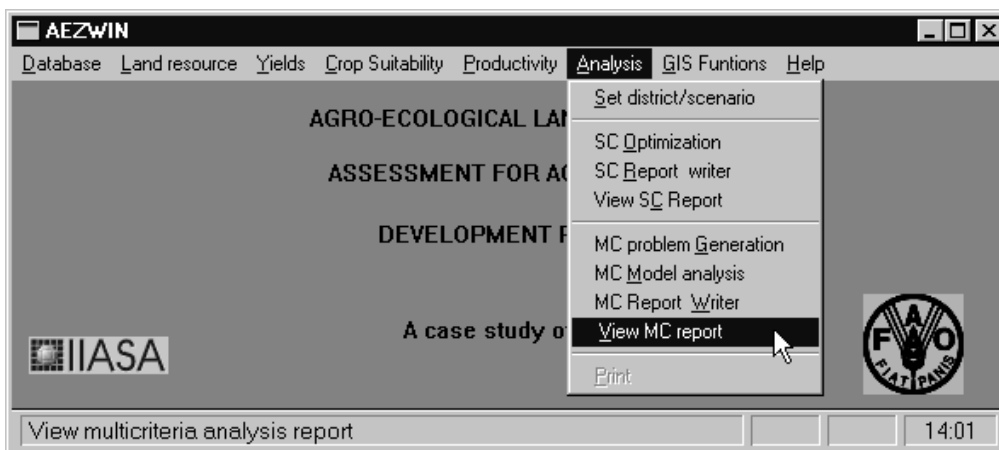 AEZWIN
Database Land resource Yields Crop Suitability Productivity Analysis GIS Funtions Help
Set district/scenario
AGRO-ECOLOGICAL LA
SC Optimization
ASSESSMENT FOR A
SC Report writer
View SC Report
DEVELOPMENT
MC problem Generation
MC Model analysis
MC Report Writer
A case study o
View MC report
IIASA
FAO
FIAT PANIS
Print
View multicriteria analysis report 14:01